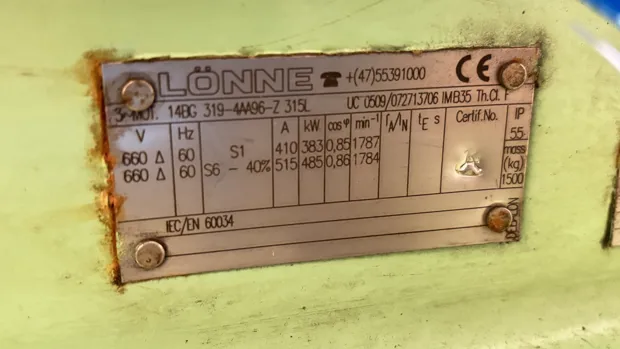 LÖNNE ☎ +(47)55391000 CE
3~MOT. 14BG 319-4AA96-Z 315L UC 0509/072713706 IMB35 Th.Cl. F
V Hz A kW cosφ min⁻¹ IA/IN tE s Certif.No. IP
55
660 Δ 60 S1 410 383 0,85 1787
660 Δ 60 S6 - 40% 515 485 0,86 1784
mass
(kg)
1500
IEC/EN 60034